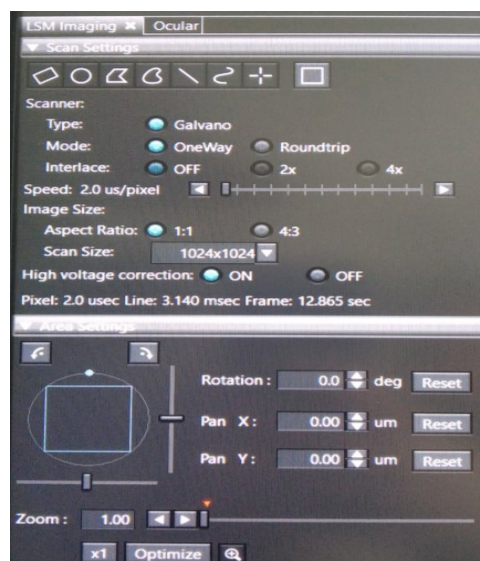 LSM Imaging Ocular
Scan Settings
Scanner:
Type: Galvano
Mode: OneWay Roundtrip
Interlace: OFF 2x 4x
Speed: 2.0 us/pixel
Image Size:
Aspect Ratio: 1:1 4:3
Scan Size: 1024x1024
High voltage correction: ON OFF
Pixel: 2.0 usec Line: 3.140 msec Frame: 12.865 sec
Area Settings
Rotation : 0.0 deg Reset
Pan X : 0.00 um Reset
Pan Y : 0.00 um Reset
Zoom : 1.00
x1 Optimize